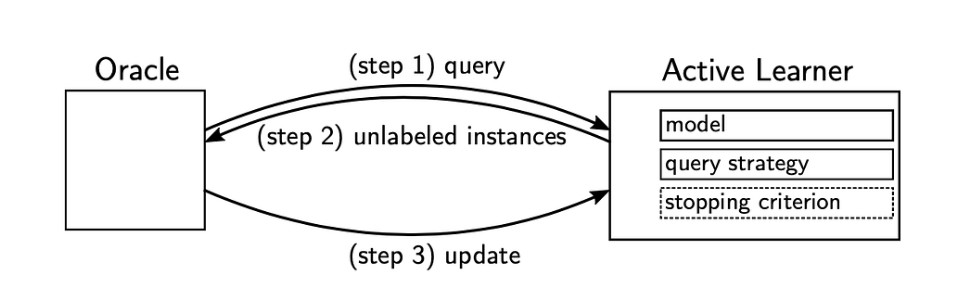 Oracle
(step 1) query
Active Learner
(step 2) unlabeled instances
model
query strategy
stopping criterion
(step 3) update